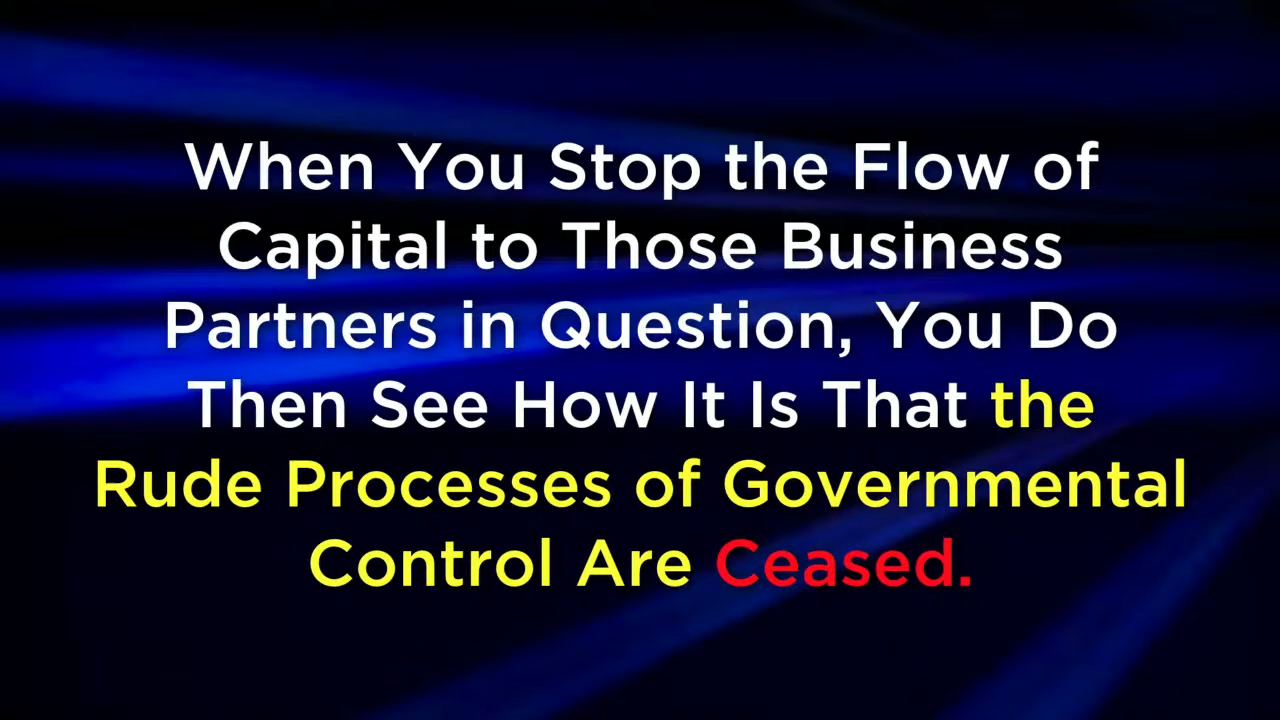 When You Stop the Flow of
Capital to Those Business
Partners in Question, You Do
Then See How It Is That the
Rude Processes of Governmental
Control Are Ceased.